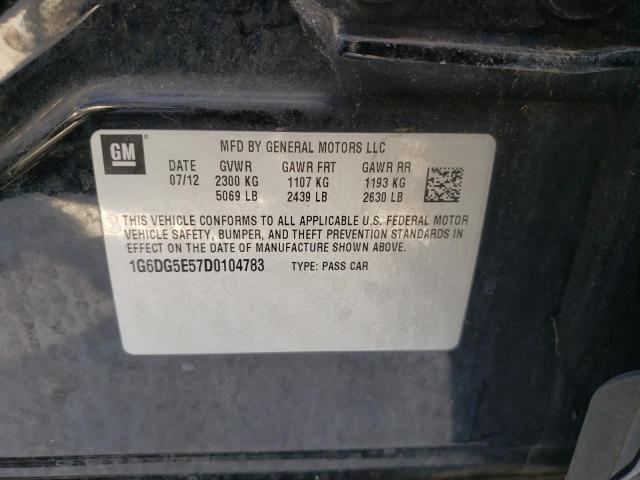 GM
MFD BY GENERAL MOTORS LLC
DATE GVWR GAWR FRT GAWR RR
07/12 2300 KG 1107 KG 1193 KG
5069 LB 2439 LB 2630 LB
THIS VEHICLE CONFORMS TO ALL APPLICABLE U.S. FEDERAL MOTOR
VEHICLE SAFETY, BUMPER, AND THEFT PREVENTION STANDARDS IN
EFFECT ON THE DATE OF MANUFACTURE SHOWN ABOVE.
1G6DG5E57D0104783 TYPE: PASS CAR